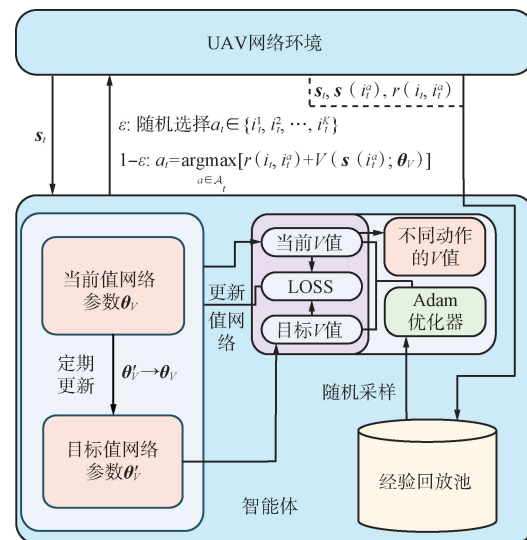 UAV网络环境
s_t, s(i_t^a), r(i_t, i_t^a)
s_t
ε: 随机选择a_t∈{i_t^1, i_t^2, ⋯, i_t^K}
1−ε: a_t=argmax[r(i_t, i_t^a)+V(s(i_t^a; θ_V)]
a∈𝒜_t
当前值网络
参数θ_V
定期
更新
θ′_V→θ_V
目标值网络
参数θ′_V
更新
值网络
当前V值
LOSS
目标V值
不同动作
的V值
Adam
优化器
随机采样
经验回放池
智能体